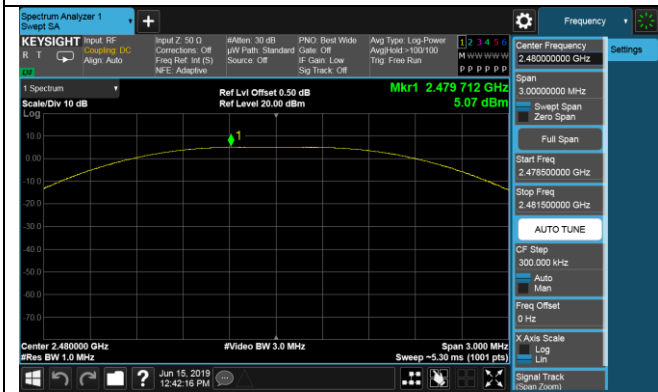 Spectrum Analyzer 1
Swept SA
Frequency
KEYSIGHT
R T
Input: RF
Coupling: DC
Align: Auto
Input Z: 50 Ω
Corrections: Off
Freq Ref: Int (S)
NFE: Adaptive
#Atten: 30 dB
µW Path: Standard
Source: Off
PNO: Best Wide
Gate: Off
IF Gain: Low
Sig Track: Off
Avg Type: Log-Power
Avg|Hold:>100/100
Trig: Free Run
1 2 3 4 5 6
M W W W W W
P P P P P P
1 Spectrum
Scale/Div 10 dB
Log
Ref Lvl Offset 0.50 dB
Ref Level 20.00 dBm
Mkr1 2.479 712 GHz
5.07 dBm
1
10.0
0.00
-10.0
-20.0
-30.0
-40.0
-50.0
-60.0
-70.0
Center 2.480000 GHz
#Res BW 1.0 MHz
#Video BW 3.0 MHz
Span 3.000 MHz
Sweep ~5.30 ms (1001 pts)
Jun 15, 2019
12:42:16 PM
Center Frequency
2.480000000 GHz
Settings
Span
3.00000000 MHz
Swept Span
Zero Span
Full Span
Start Freq
2.478500000 GHz
Stop Freq
2.481500000 GHz
AUTO TUNE
CF Step
300.000 kHz
Auto
Man
Freq Offset
0 Hz
X Axis Scale
Log
Lin
Signal Track
(Span Zoom)